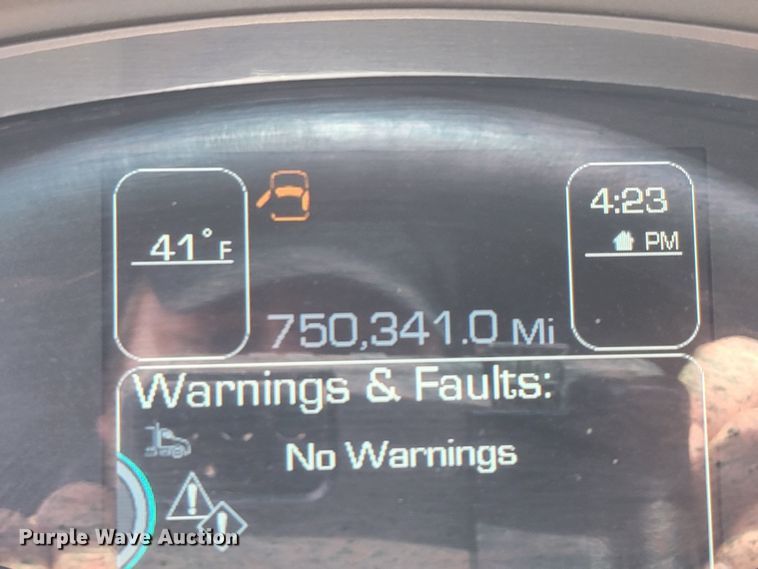 41°F
4:23
PM
750,341.0 Mi
Warnings & Faults:
No Warnings
Purple Wave Auction